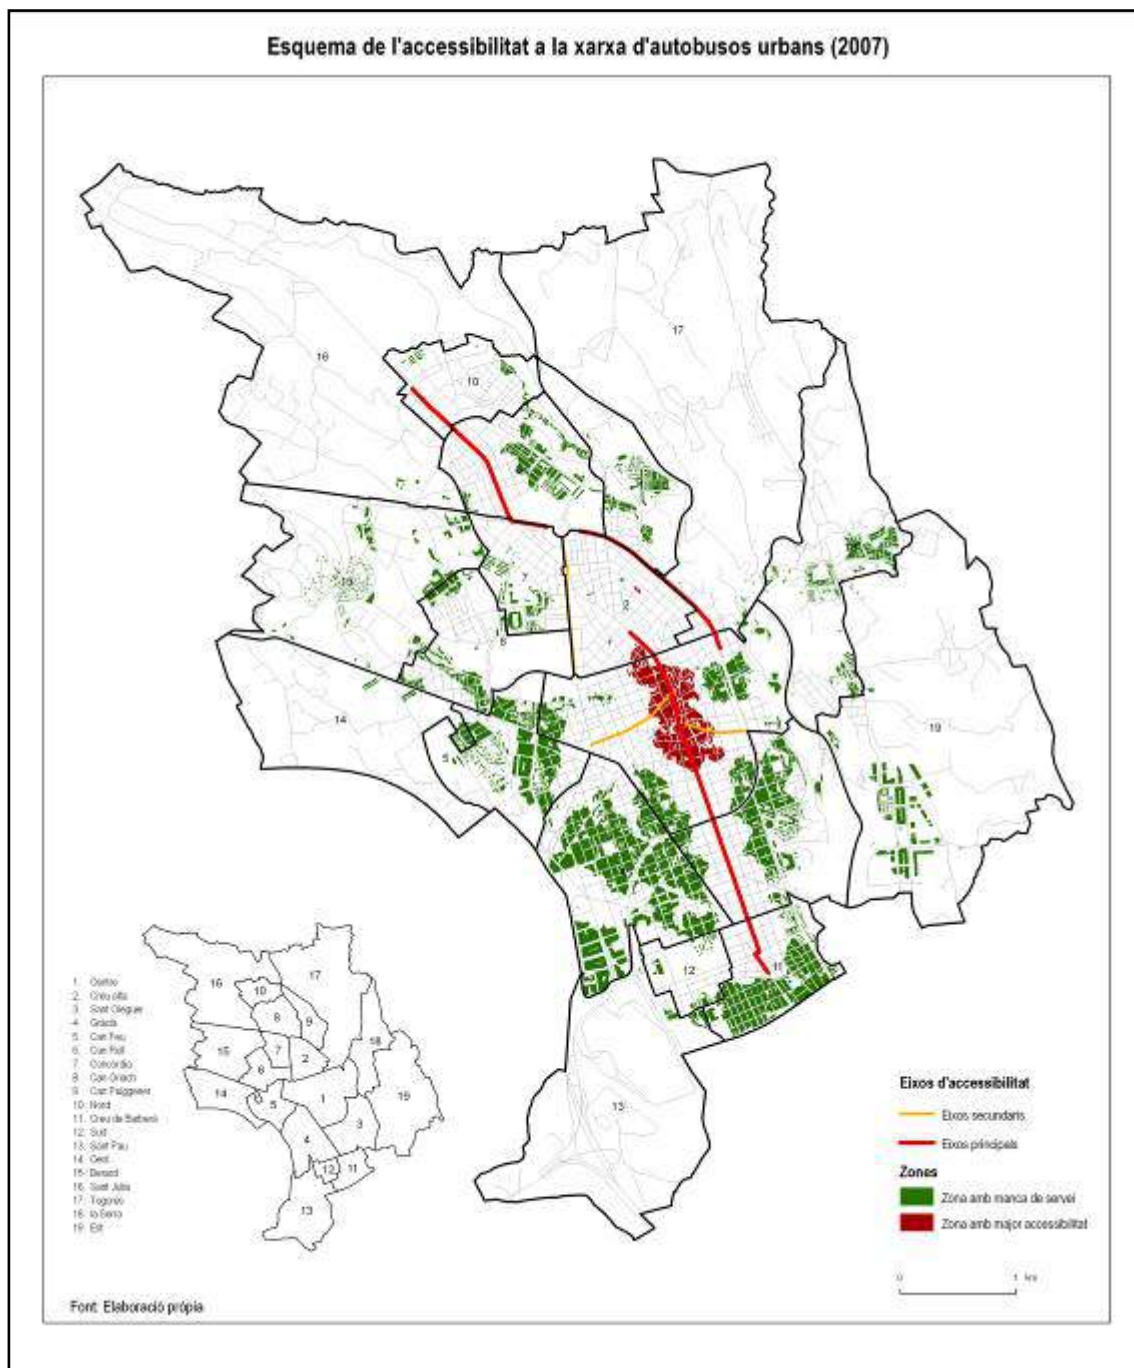 Esquema de l'accessibilitat a la xarxa d'autobusos urbans (2007)
17
16
10
2
7
15
6
14
5
19
12
11
13
1. Centre
2. Creu alta
3. Sant Oleguer
4. Gràcia
5. Can Feu
6. Can Rull
7. Concòrdia
8. Can Oriach
9. Can Puiggener
10. Nord
11. Creu de Barberà
12. Sud
13. Sant Pau
14. Oest
15. Berard
16. Sant Julià
17. Togores
18. la Serra
19. Est
16
17
10
8
9
7
2
15
6
18
14
5
1
19
3
4
12
11
13
Eixos d'accessibilitat
Eixos secundaris
Eixos principals
Zones
Zona amb manca de servei
Zona amb major accessibilitat
0 1 km
Font: Elaboració pròpia